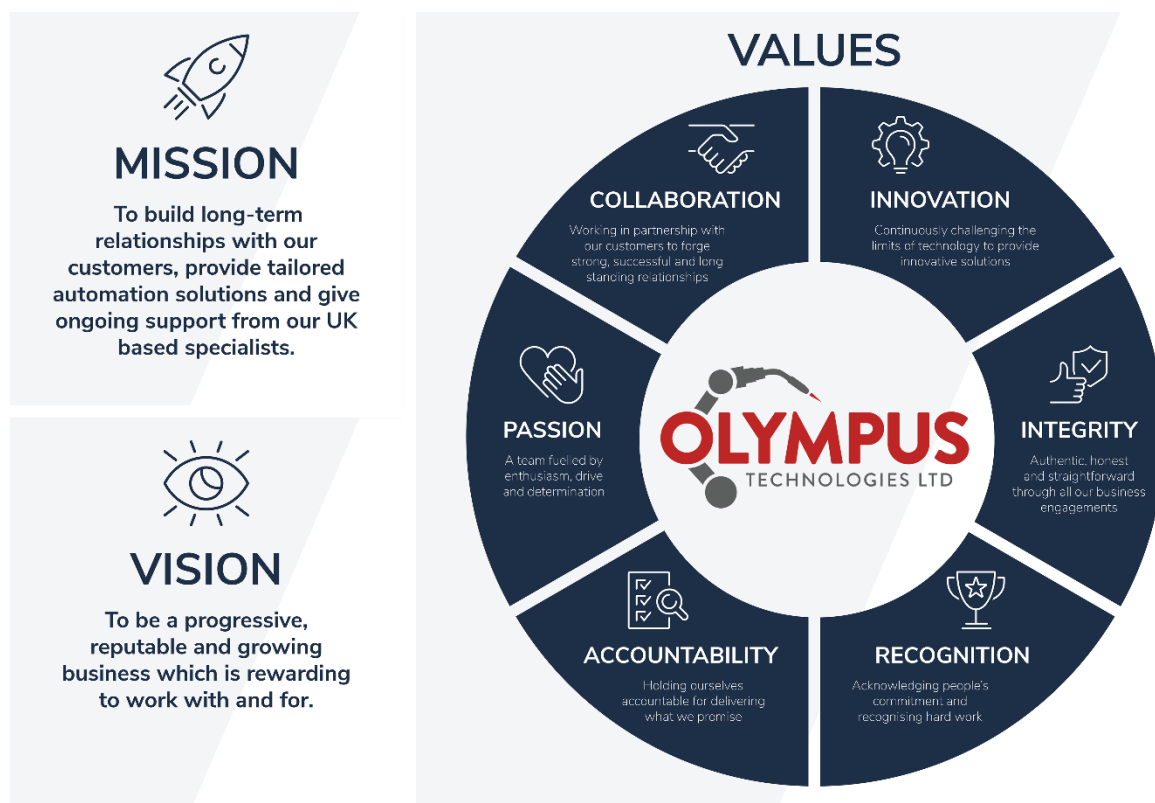 MISSION
To build long-term
relationships with our
customers, provide tailored
automation solutions and give
ongoing support from our UK
based specialists.
VISION
To be a progressive,
reputable and growing
business which is rewarding
to work with and for.
VALUES
COLLABORATION
Working in partnership with
our customers to forge
strong, successful and long
standing relationships
INNOVATION
Continuously challenging the
limits of technology to provide
innovative solutions
PASSION
A team fuelled by
enthusiasm, drive
and determination
OLYMPUS
TECHNOLOGIES LTD
INTEGRITY
Authentic, honest
and straightforward
through all our business
engagements
ACCOUNTABILITY
Holding ourselves
accountable for delivering
what we promise
RECOGNITION
Acknowledging people's
commitment and
recognising hard work